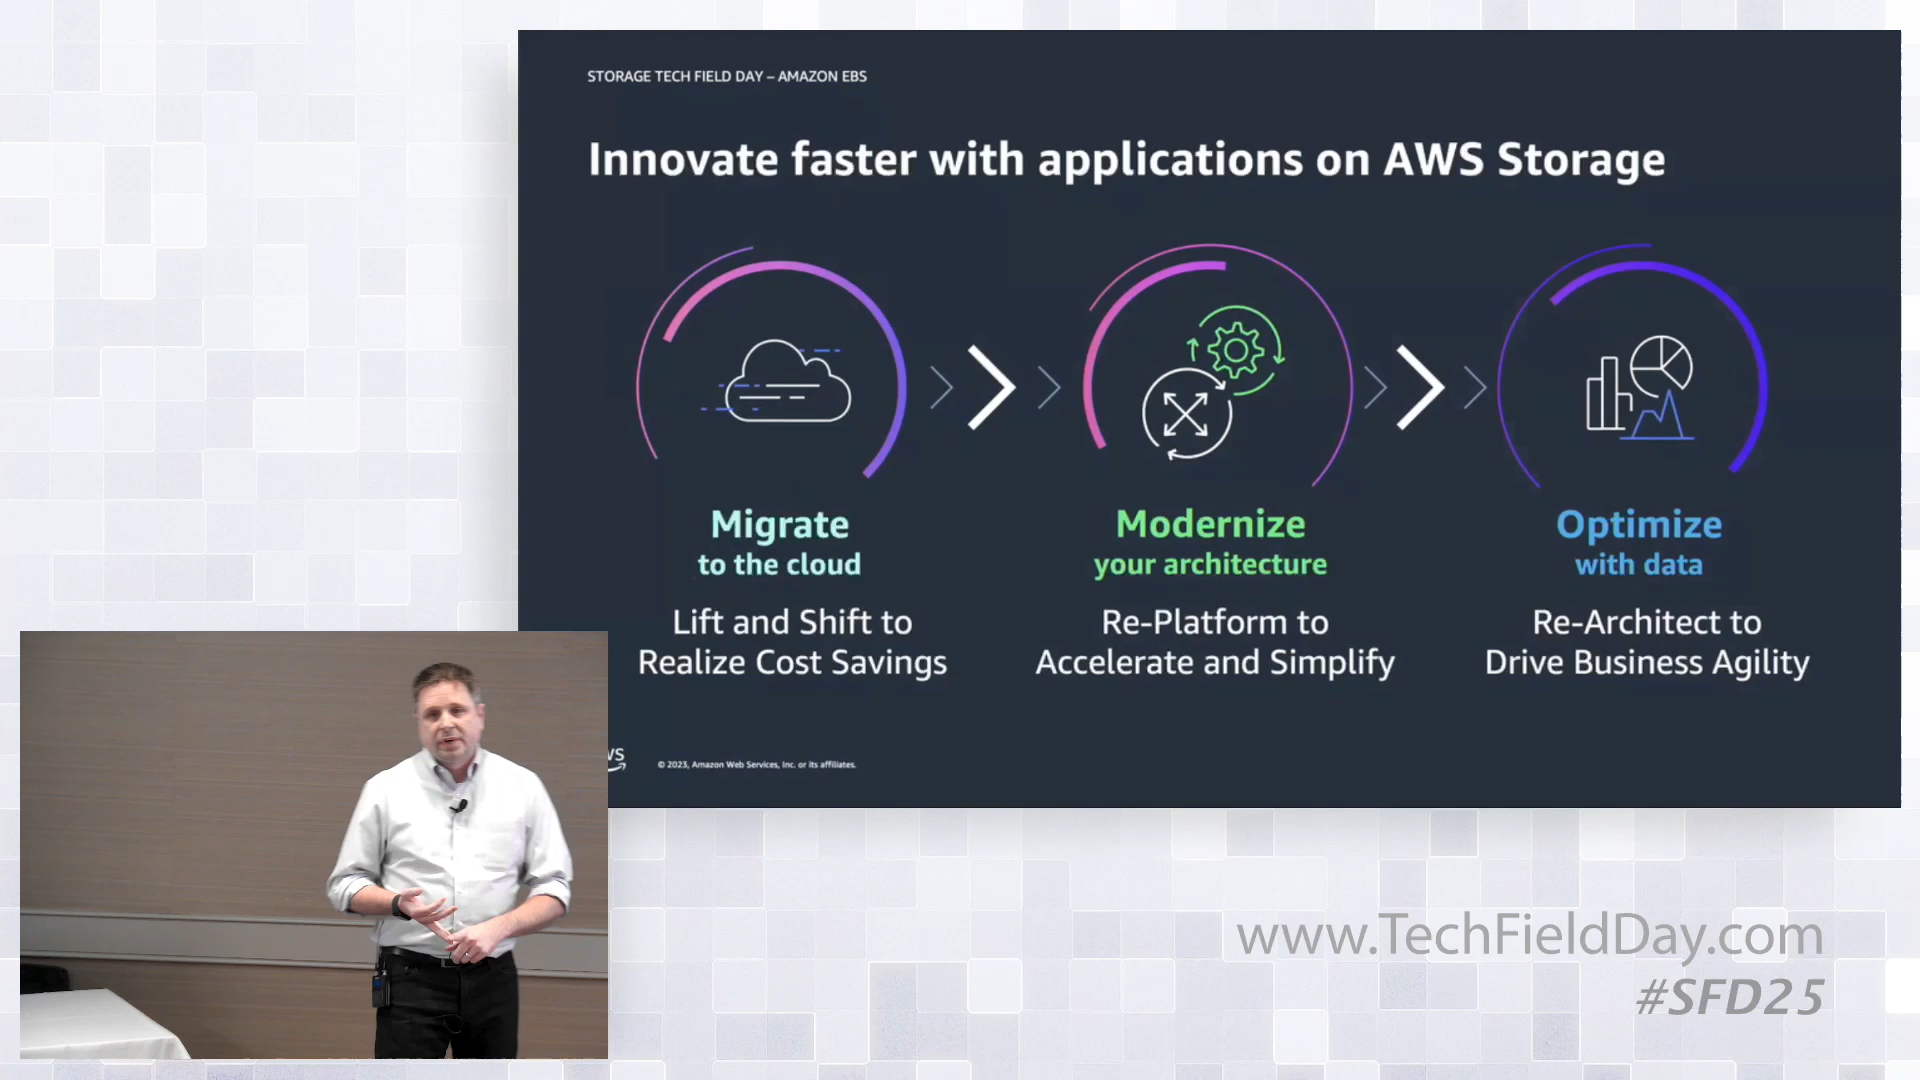 STORAGE TECH FIELD DAY – AMAZON EBS
Innovate faster with applications on AWS Storage
Migrate
to the cloud
Lift and Shift to
Realize Cost Savings
Modernize
your architecture
Re-Platform to
Accelerate and Simplify
Optimize
with data
Re-Architect to
Drive Business Agility
© 2023, Amazon Web Services, Inc. or its affiliates.
www.TechFieldDay.com
#SFD25